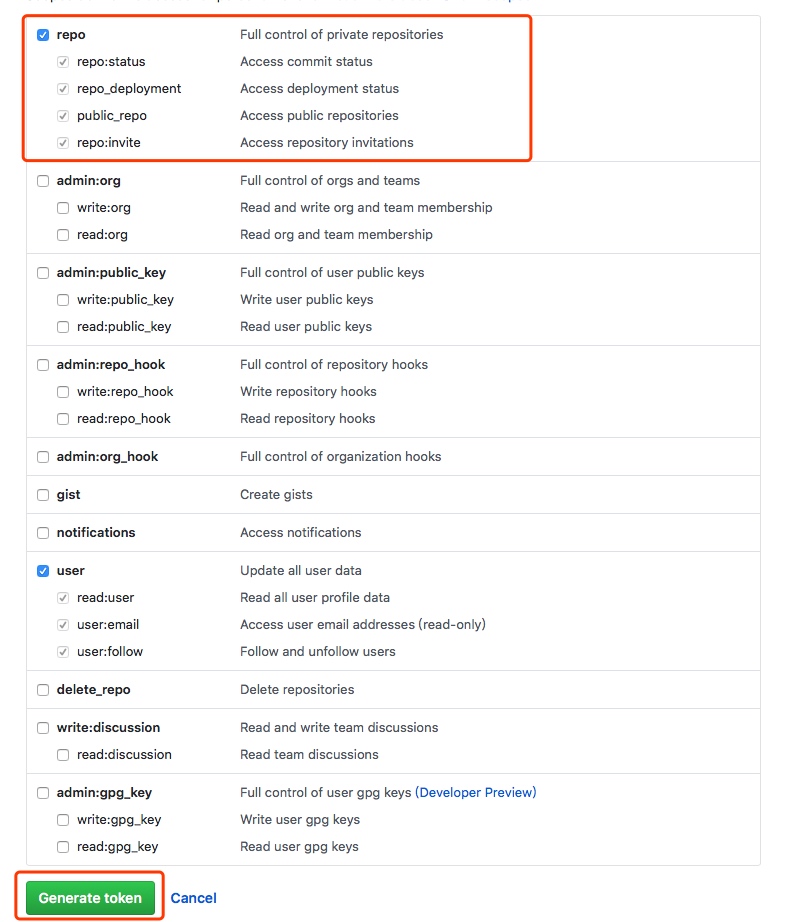 repo Full control of private repositories
repo:status Access commit status
repo_deployment Access deployment status
public_repo Access public repositories
repo:invite Access repository invitations
admin:org Full control of orgs and teams
write:org Read and write org and team membership
read:org Read org and team membership
admin:public_key Full control of user public keys
write:public_key Write user public keys
read:public_key Read user public keys
admin:repo_hook Full control of repository hooks
write:repo_hook Write repository hooks
read:repo_hook Read repository hooks
admin:org_hook Full control of organization hooks
gist Create gists
notifications Access notifications
user Update all user data
read:user Read all user profile data
user:email Access user email addresses (read-only)
user:follow Follow and unfollow users
delete_repo Delete repositories
write:discussion Read and write team discussions
read:discussion Read team discussions
admin:gpg_key Full control of user gpg keys (Developer Preview)
write:gpg_key Write user gpg keys
read:gpg_key Read user gpg keys
Generate token Cancel